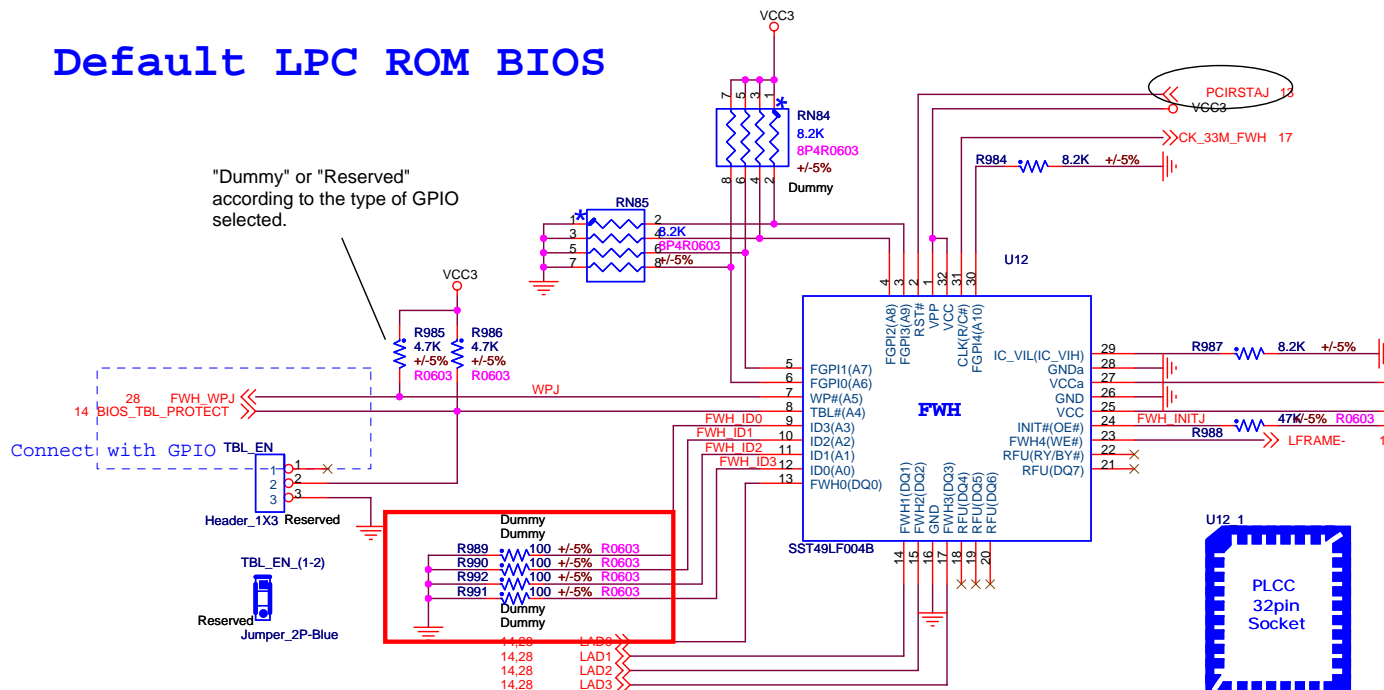 Default LPC ROM BIOS
VCC3
7 5 3 1
*
RN84
8.2K
8P4R0603
+/-5%
Dummy
8 6 4 2
PCIRSTAJ 13
VCC3
CK_33M_FWH 17
R984 8.2K +/-5%
"Dummy" or "Reserved"
according to the type of GPIO
selected.
RN85
*
1 2
3 4
5 6
7 8
8.2K
8P4R0603
+/-5%
VCC3
R985
4.7K
+/-5%
R0603
R986
4.7K
+/-5%
R0603
U12
4 3 2 1 32 31 30
FGPI2(A8)
FGPI3(A9)
RST#
VPP
VCC
CLK(R/C#)
FGPI4(A10)
5 FGPI1(A7)
6 FGPI0(A6)
7 WP#(A5)
8 TBL#(A4)
9 ID3(A3)
10 ID2(A2)
11 ID1(A1)
12 ID0(A0)
13 FWH0(DQ0)
FWH
IC_VIL(IC_VIH) 29
GNDa 28
VCCa 27
GND 26
VCC 25
INIT#(OE#) 24
FWH4(WE#) 23
RFU(RY/BY#) 22
RFU(DQ7) 21
R987 8.2K +/-5%
FWH_INITJ 47K +/-5% R0603
R988
LFRAME- 1
28 FWH_WPJ
WPJ
14 BIOS_TBL_PROTECT
FWH_ID0
FWH_ID1
FWH_ID2
FWH_ID3
Connect with GPIO
TBL_EN
1 1
2 2
3 3
Header_1X3 Reserved
FWH1(DQ1)
FWH2(DQ2)
GND
FWH3(DQ3)
RFU(DQ4)
RFU(DQ5)
RFU(DQ6)
SST49LF004B
14 15 16 17 18 19 20
Dummy
Dummy
R989 100 +/-5% R0603
R990 100 +/-5% R0603
R992 100 +/-5% R0603
R991 100 +/-5% R0603
Dummy
Dummy
TBL_EN_(1-2)
Reserved
Jumper_2P-Blue
14,28 LAD0
14,28 LAD1
14,28 LAD2
14,28 LAD3
U12_1
PLCC
32pin
Socket